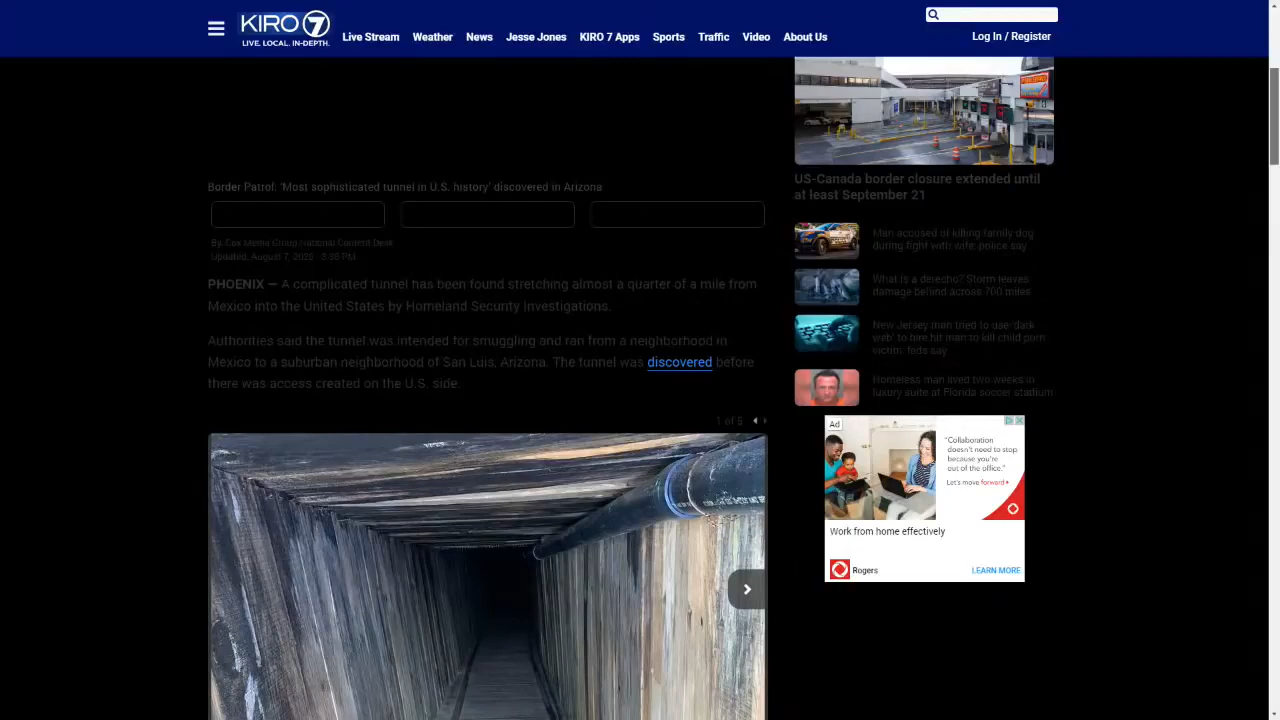 KIRO 7
LIVE. LOCAL. IN-DEPTH.
Live Stream
Weather
News
Jesse Jones
KIRO 7 Apps
Sports
Traffic
Video
About Us
Log In / Register
Border Patrol: 'Most sophisticated tunnel in U.S. history' discovered in Arizona
By: Cox Media Group National Content Desk
Updated: August 7, 2020 - 3:36 PM
PHOENIX — A complicated tunnel has been found stretching almost a quarter of a mile from
Mexico into the United States by Homeland Security Investigations.
Authorities said the tunnel was intended for smuggling and ran from a neighborhood in
Mexico to a suburban neighborhood of San Luis, Arizona. The tunnel was discovered before
there was access created on the U.S. side.
1 of 5
US-Canada border closure extended until
at least September 21
Man accused of killing family dog
during fight with wife, police say
What is a derecho? Storm leaves
damage behind across 700 miles
New Jersey man tried to use 'dark
web' to hire hit man to kill child porn
victim, feds say
Homeless man lived two weeks in
luxury suite at Florida soccer stadium
Ad
"Collaboration
doesn't need to stop
because you're
out of the office."
Let's move forward
Work from home effectively
Rogers
LEARN MORE